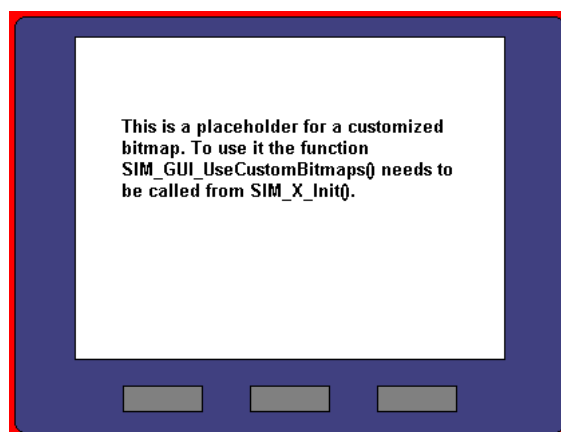 This is a placeholder for a customized
bitmap. To use it the function
SIM_GUI_UseCustomBitmaps() needs to
be called from SIM_X_Init().